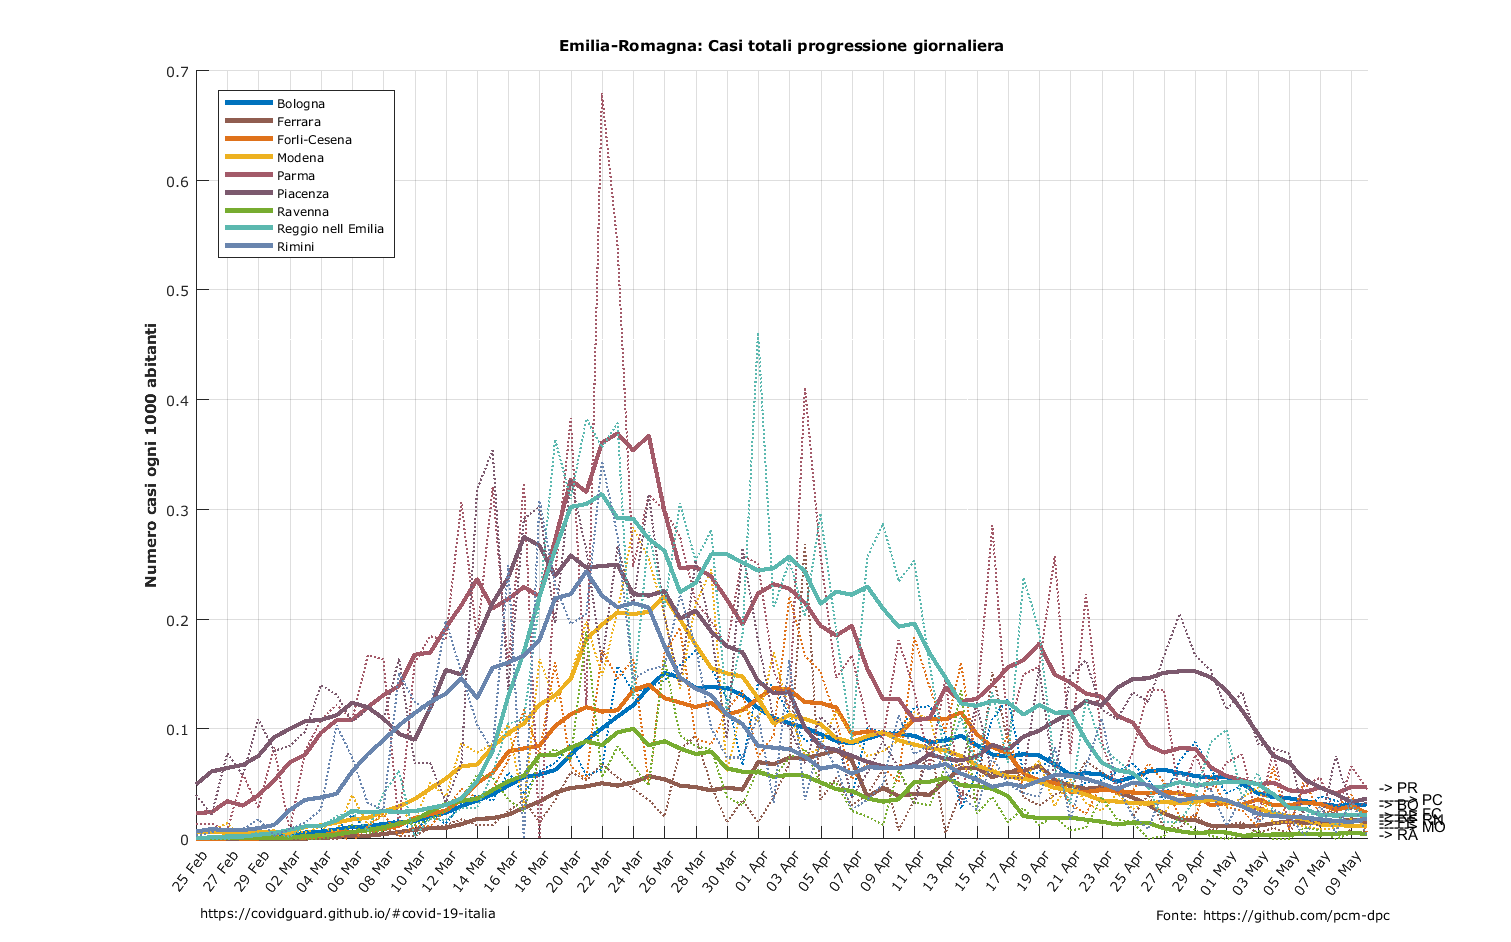 Emilia-Romagna: Casi totali progressione giornaliera
Numero casi ogni 1000 abitanti
0.7
0.6
0.5
0.4
0.3
0.2
0.1
0
Bologna
Ferrara
Forlì-Cesena
Modena
Parma
Piacenza
Ravenna
Reggio nell Emilia
Rimini
-> PR
PC
-> BO
RN
-> MO
-> RA
25 Feb
27 Feb
29 Feb
02 Mar
04 Mar
06 Mar
08 Mar
10 Mar
12 Mar
14 Mar
16 Mar
18 Mar
20 Mar
22 Mar
24 Mar
26 Mar
28 Mar
30 Mar
01 Apr
03 Apr
05 Apr
07 Apr
09 Apr
11 Apr
13 Apr
15 Apr
17 Apr
19 Apr
21 Apr
23 Apr
25 Apr
27 Apr
29 Apr
01 May
03 May
05 May
07 May
09 May
https://covidguard.github.io/#covid-19-italia
Fonte: https://github.com/pcm-dpc